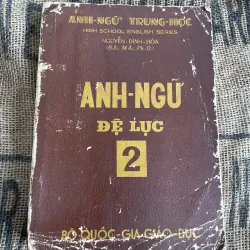 ANH-NGỮ TRUNG-HỌC
HIGH SCHOOL ENGLISH SERIES
NGUYỄN-ĐÌNH-HÒA
(B.A., M.A., Ph.D.)
ANH-NGỮ
ĐỆ LỤC
2
BỘ QUỐC-GIA GIÁO-DỤC